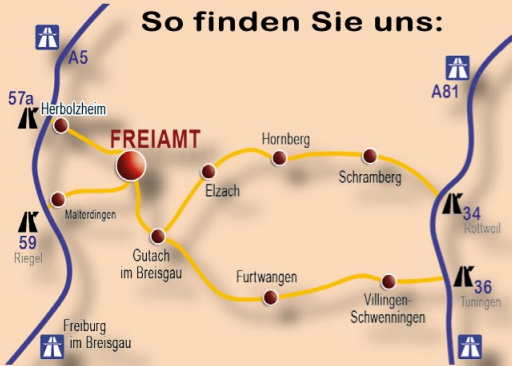 So finden Sie uns:
A5
A81
57a
Herbolzheim
FREIAMT
Hornberg
Schramberg
Elzach
34
Rottweil
Malterdingen
59
Riegel
Gutach
im Breisgau
Furtwangen
36
Tuningen
Villingen-
Schwenningen
Freiburg
im Breisgau